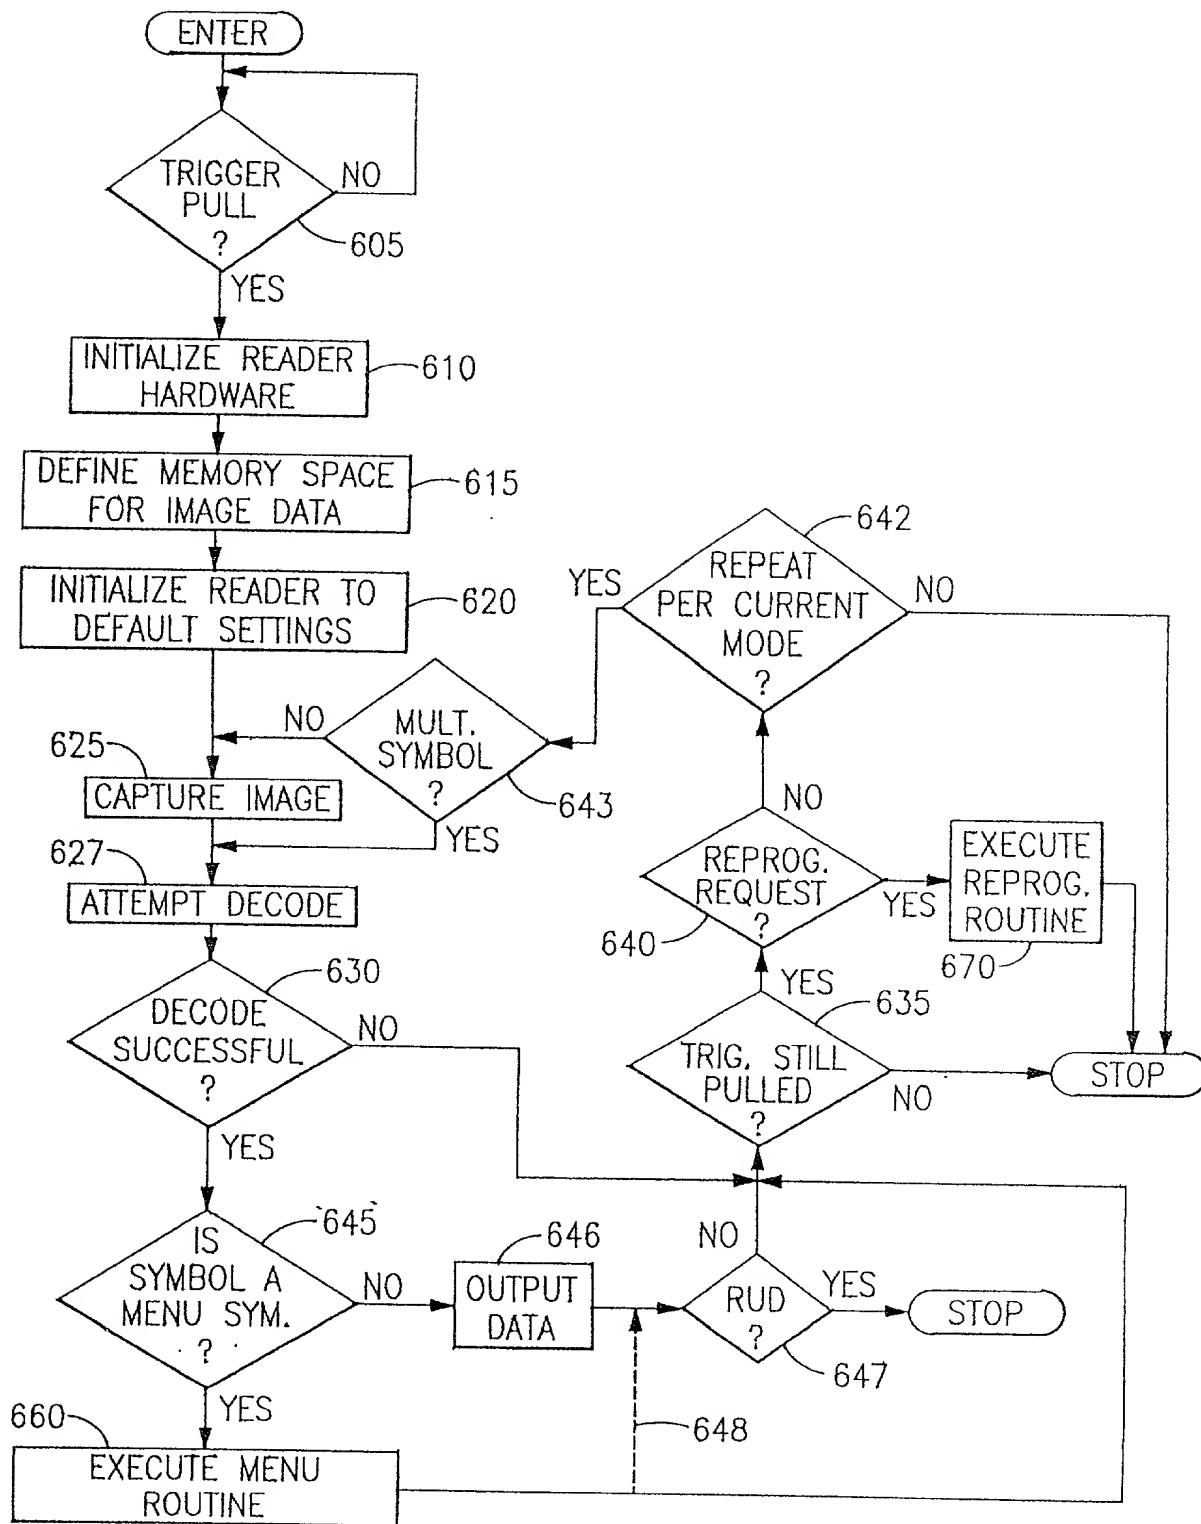 ENTER
TRIGGER
PULL
?
NO
605
YES
INITIALIZE READER
HARDWARE
610
DEFINE MEMORY SPACE
FOR IMAGE DATA
615
INITIALIZE READER TO
DEFAULT SETTINGS
620
642
REPEAT
PER CURRENT
MODE
?
YES
NO
MULT.
SYMBOL
?
NO
643
YES
625
CAPTURE IMAGE
627
ATTEMPT DECODE
NO
REPROG.
REQUEST
?
640
YES
EXECUTE
REPROG.
ROUTINE
670
630
DECODE
SUCCESSFUL
?
NO
YES
YES
635
TRIG. STILL
PULLED
?
NO
STOP
645
IS
SYMBOL A
MENU SYM.
?
NO
646
OUTPUT
DATA
NO
RUD
?
YES
STOP
647
YES
648
660
EXECUTE MENU
ROUTINE